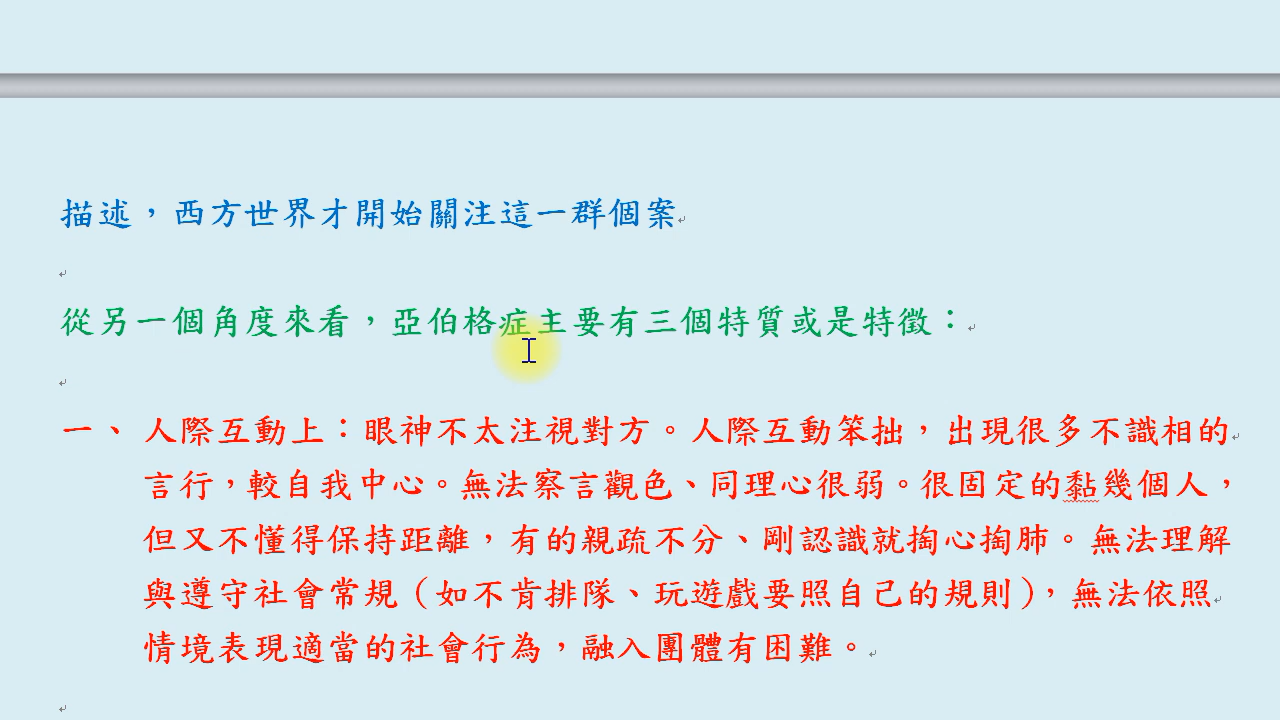 描述，西方世界才開始關注這一群個案
從另一個角度來看，亞伯格症主要有三個特質或是特徵：
一、 人際互動上：眼神不太注視對方。人際互動笨拙，出現很多不識相的
言行，較自我中心。無法察言觀色、同理心很弱。很固定的黏幾個人，
但又不懂得保持距離，有的親疏不分、剛認識就掏心掏肺。無法理解
與遵守社會常規（如不肯排隊、玩遊戲要照自己的規則），無法依照
情境表現適當的社會行為，融入團體有困難。